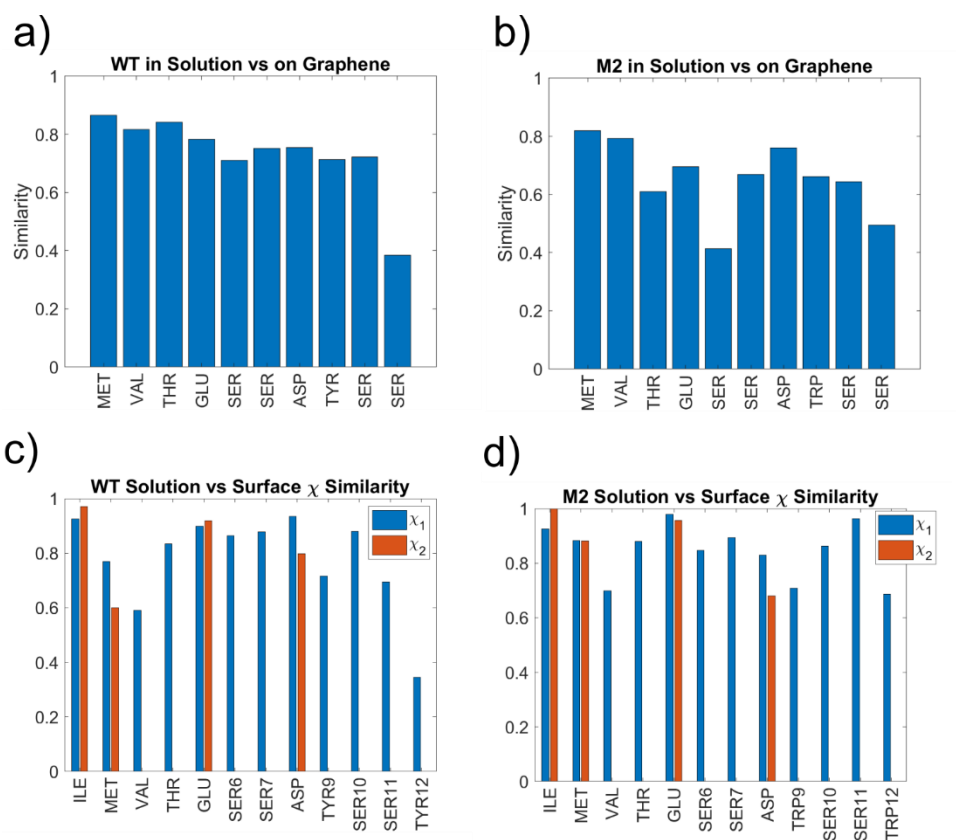 a)
WT in Solution vs on Graphene
Similarity
1
0.8
0.6
0.4
0.2
0
MET
VAL
THR
GLU
SER
SER
ASP
TYR
SER
SER
b)
M2 in Solution vs on Graphene
Similarity
1
0.8
0.6
0.4
0.2
0
MET
VAL
THR
GLU
SER
SER
ASP
TRP
SER
SER
c)
WT Solution vs Surface χ Similarity
1
0.8
0.6
0.4
0.2
0
χ1
χ2
ILE
MET
VAL
THR
GLU
SER6
SER7
ASP
TYR9
SER10
SER11
TYR12
d)
M2 Solution vs Surface χ Similarity
1
0.8
0.6
0.4
0.2
0
χ1
χ2
ILE
MET
VAL
THR
GLU
SER6
SER7
ASP
TRP9
SER10
SER11
TRP12